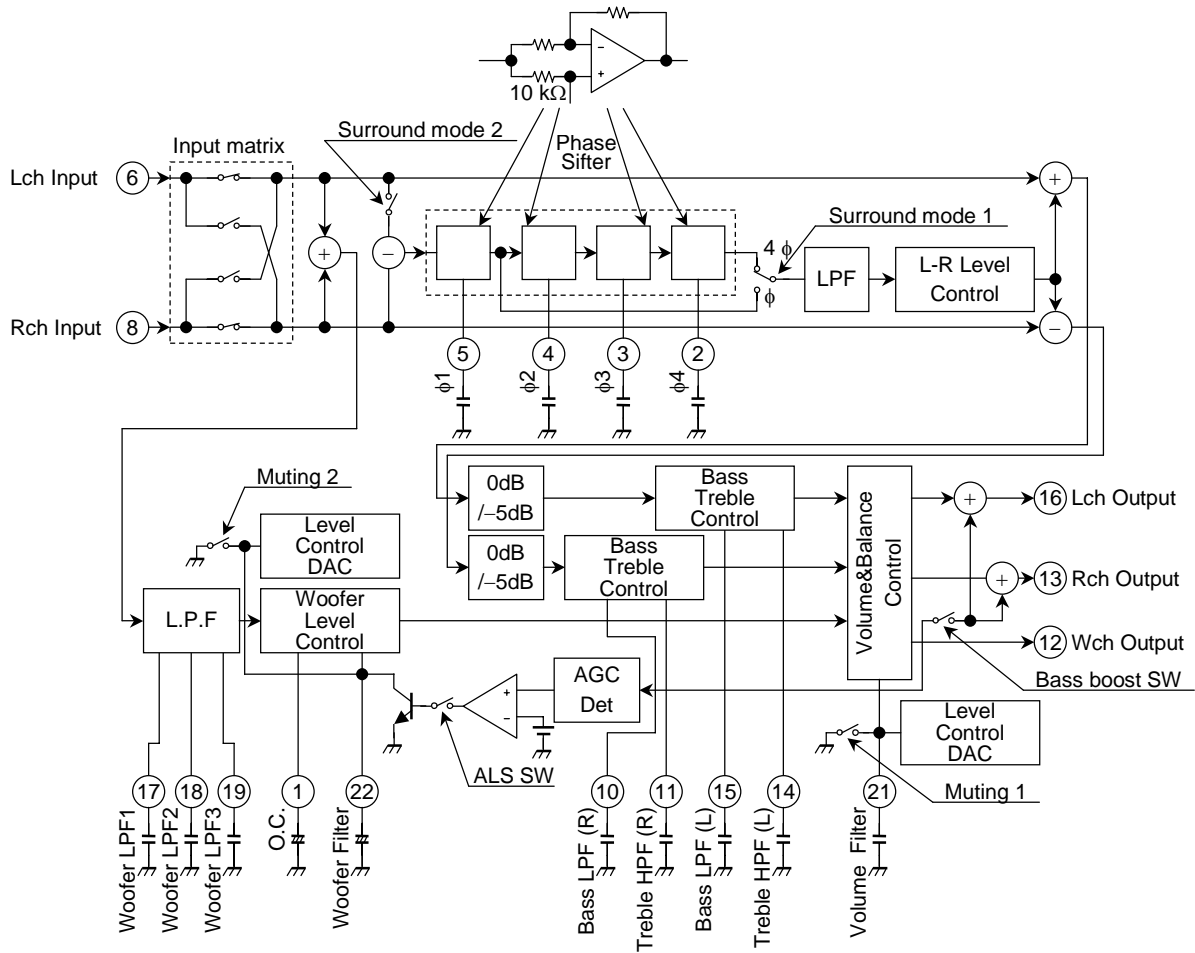 −
+
10 kΩ
Surround mode 2
Phase
Sifter
Input matrix
Lch Input
6
+
Surround mode 1
4 ϕ
+
−
ϕ
LPF
L-R Level
Control
Rch Input
8
−
5
4
3
2
ϕ1
ϕ2
ϕ3
ϕ4
Muting 2
0dB
/−5dB
Bass
Treble
Control
+
16
Lch Output
Level
Control
DAC
0dB
/−5dB
Bass
Treble
Control
Volume&Balance
Control
+
13
Rch Output
L.P.F
Woofer
Level
Control
12
Wch Output
Bass boost SW
+
−
AGC
Det
Level
Control
DAC
ALS SW
Muting 1
17
18
19
1
22
10
11
15
14
21
Woofer LPF1
Woofer LPF2
Woofer LPF3
O.C.
Woofer Filter
Bass LPF (R)
Treble HPF (R)
Bass LPF (L)
Treble HPF (L)
Volume Filter